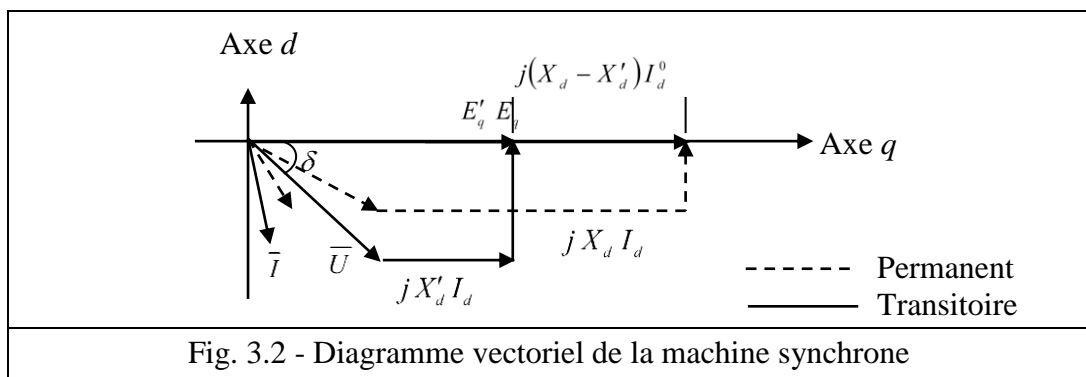 Axe d
j(X_d − X′_d)I_d^0
E′_q E_q
Axe q
δ
Ī
U̅
j X_d I_d
j X′_d I_d
Permanent
Transitoire
Fig. 3.2 - Diagramme vectoriel de la machine synchrone